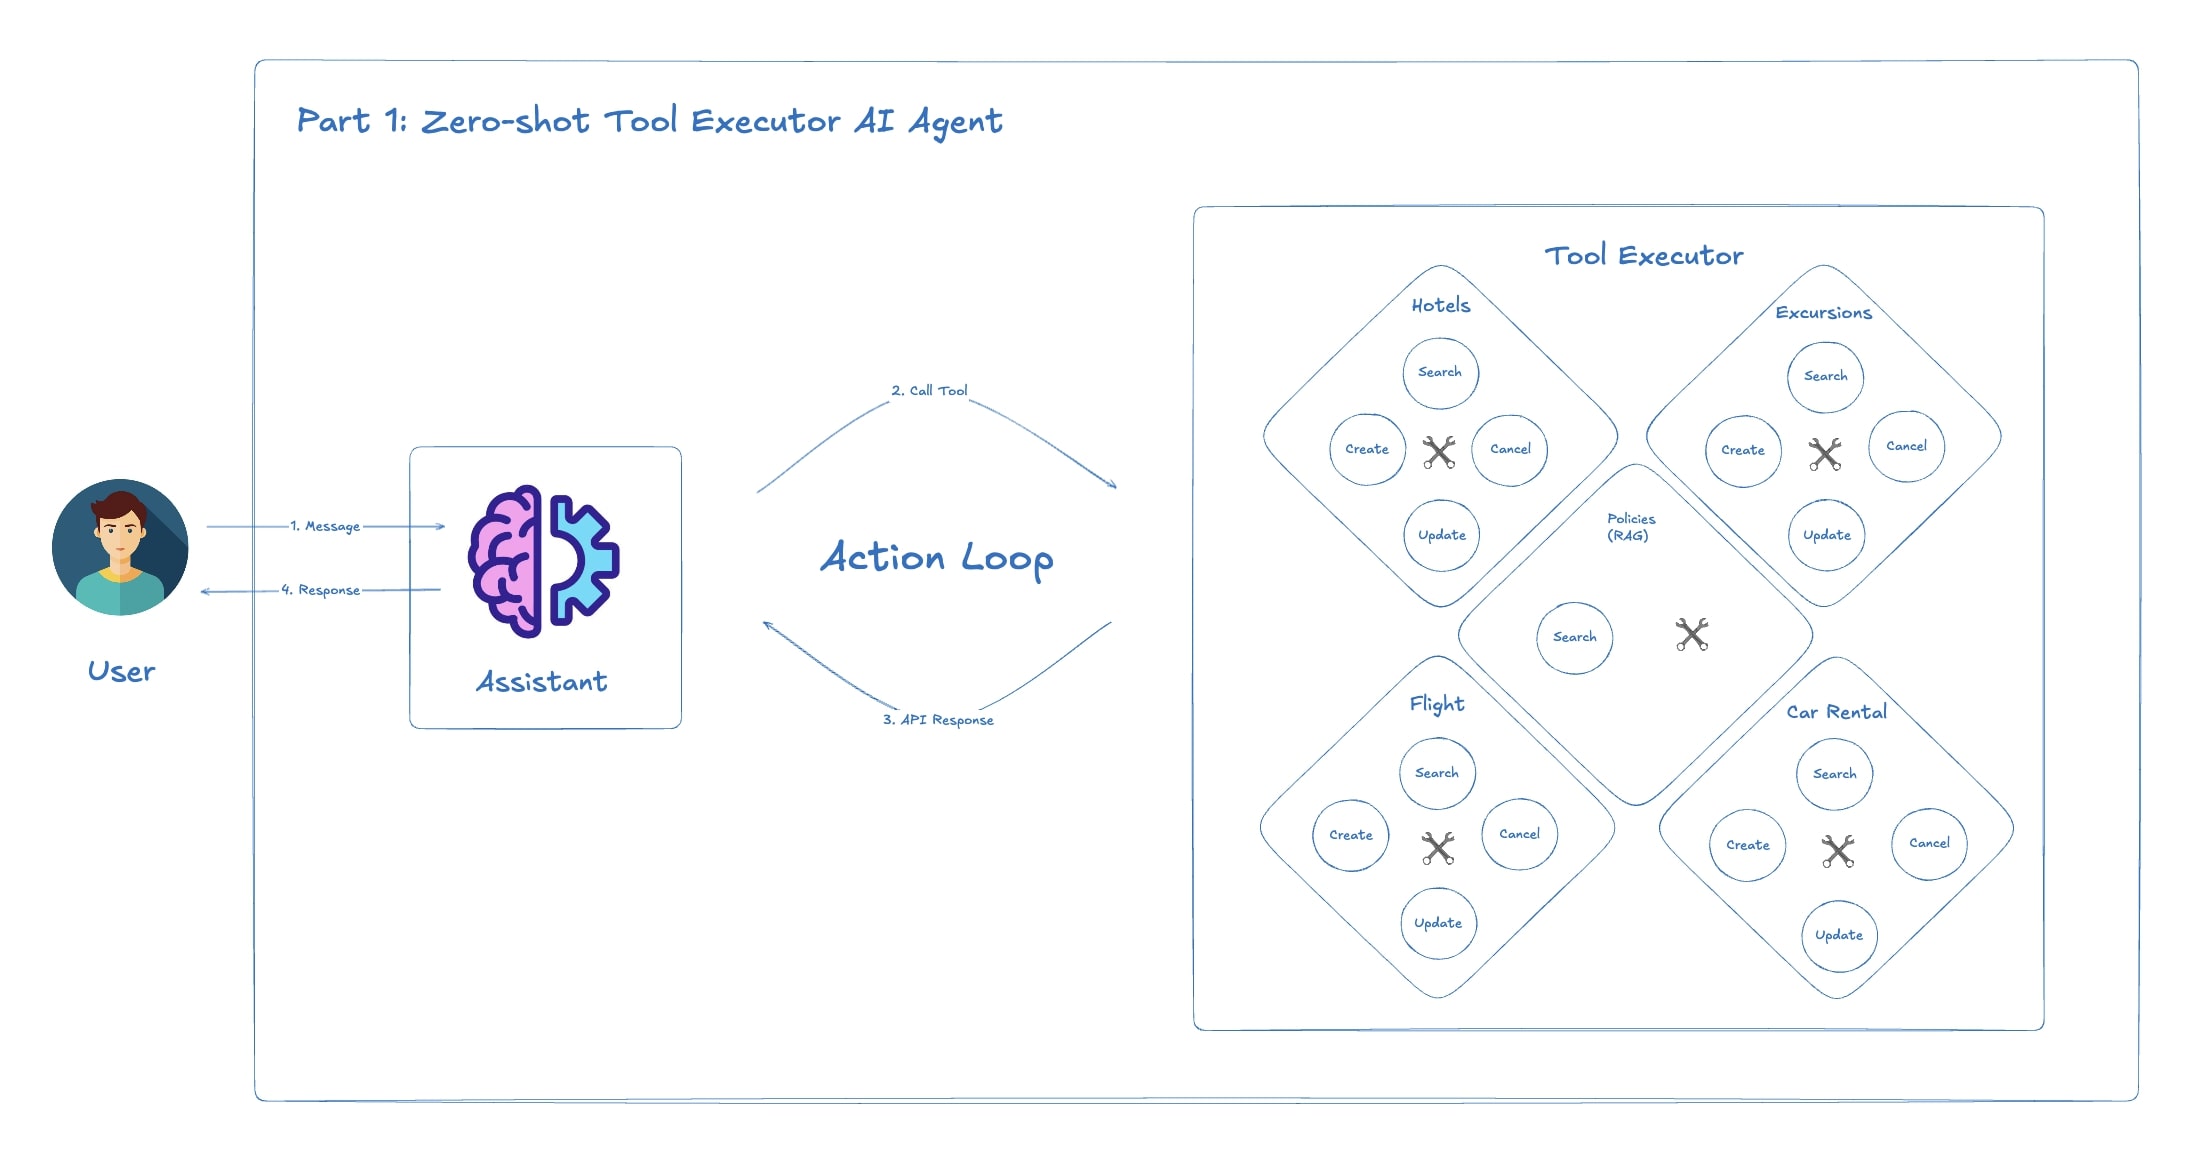 Part 1: Zero-shot Tool Executor AI Agent
User
1. Message
4. Response
Assistant
2. Call Tool
Action Loop
3. API Response
Tool Executor
Hotels
Search
Create
Cancel
Update
Excursions
Search
Create
Cancel
Update
Policies
(RAG)
Search
Flight
Search
Create
Cancel
Update
Car Rental
Search
Create
Cancel
Update